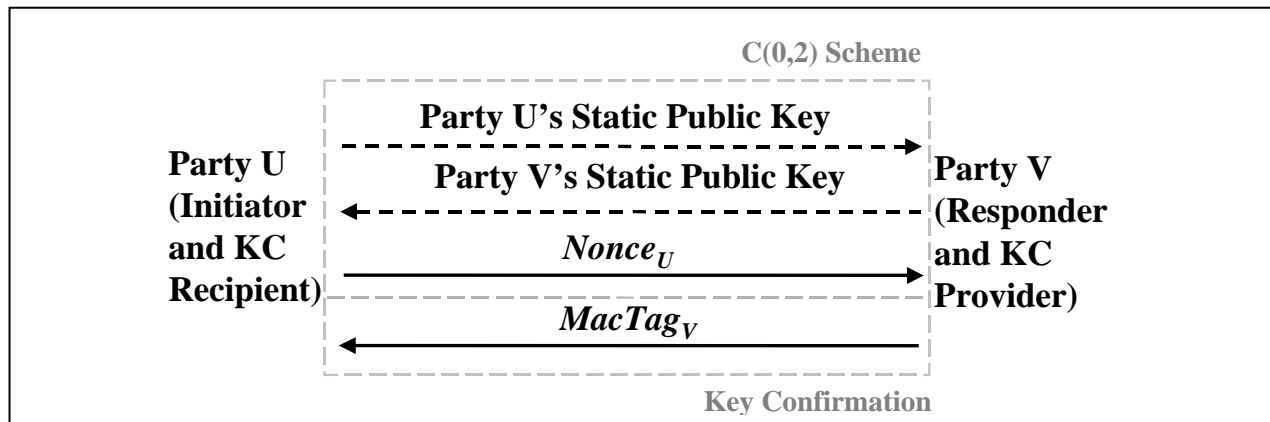 C(0,2) Scheme
Party U’s Static Public Key
Party V’s Static Public Key
Party U
(Initiator
and KC
Recipient)
Party V
(Responder
and KC
Provider)
Nonce_U
MacTag_V
Key Confirmation